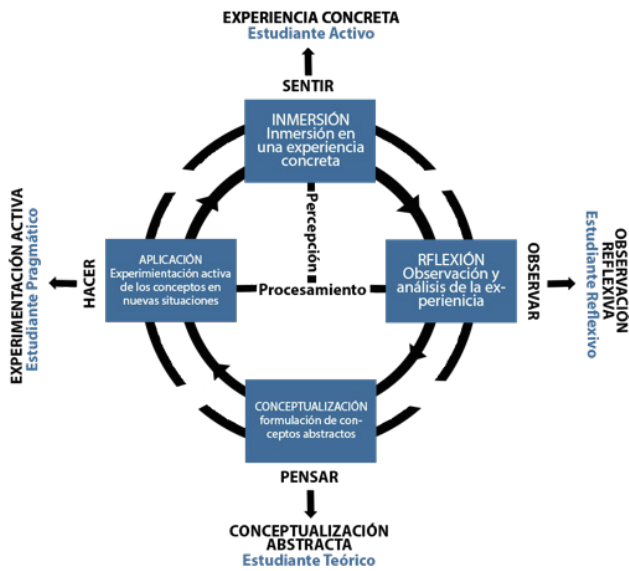 EXPERIENCIA CONCRETA
Estudiante Activo
SENTIR
INMERSIÓN
Inmersión en
una experiencia
concreta
Percepción
Procesamiento
RFLEXIÓN
Observación y
análisis de la ex-
perienicia
OBSERVAR
OBSERVACIÓN
REFLEXIVA
Estudiante Reflexivo
CONCEPTUALIZACIÓN
formulación de con-
ceptos abstractos
PENSAR
CONCEPTUALIZACIÓN
ABSTRACTA
Estudiante Teórico
APLICACIÓN
Experimientación activa
de los conceptos en
nuevas situaciones
HACER
EXPERIMENTACIÓN ACTIVA
Estudiante Pragmático